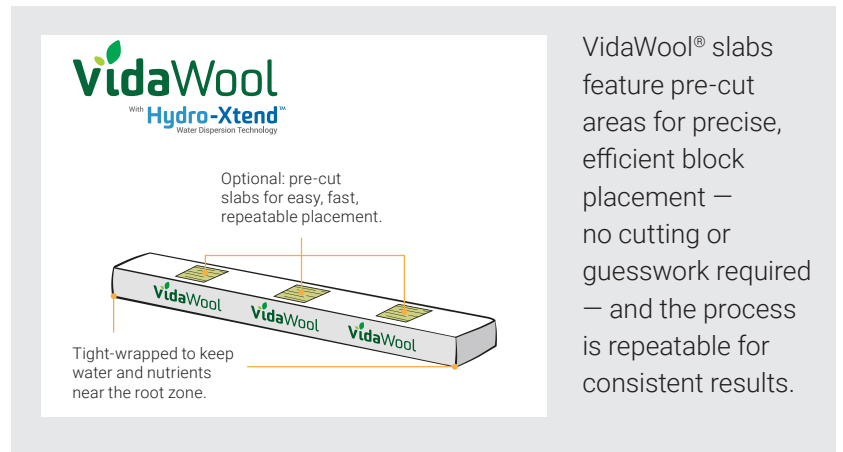 VidaWool
With Hydro-Xtend™
Water Dispersion Technology
Optional: pre-cut
slabs for easy, fast,
repeatable placement.
VidaWool
VidaWool
VidaWool
Tight-wrapped to keep
water and nutrients
near the root zone.
VidaWool® slabs
feature pre-cut
areas for precise,
efficient block
placement —
no cutting or
guesswork required
— and the process
is repeatable for
consistent results.